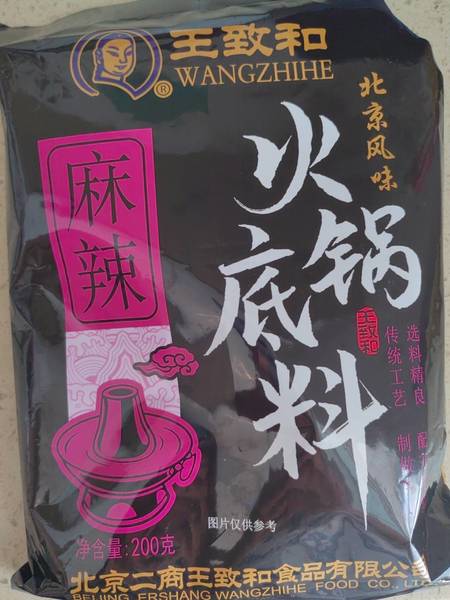 王致和
®
WANGZHIHE
北京风味
火锅
底料
麻辣
王致和
选料精良
传统工艺
制
图片仅供参考
净含量:200克
北京二商王致和食品有限公
BEIJING ERSHANG WANGZHIHE FOOD CO., LTD